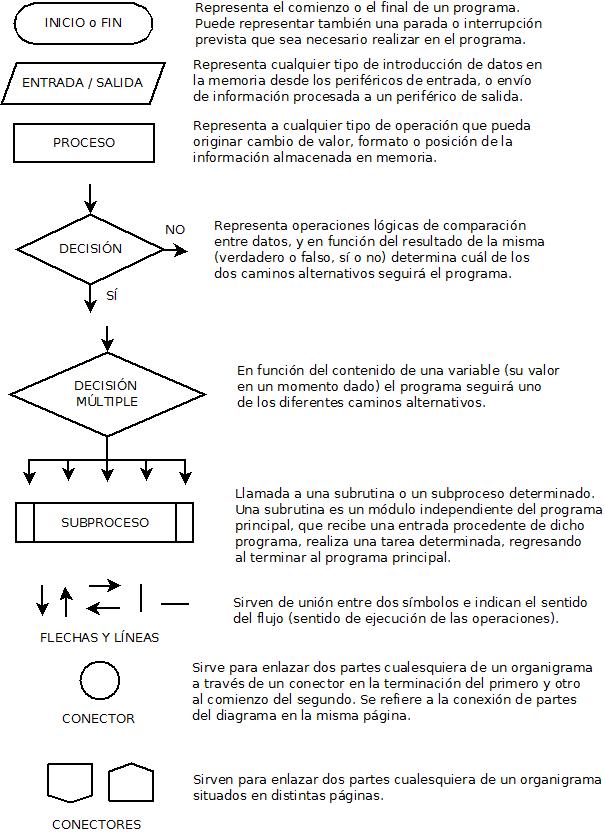 INICIO o FIN
Representa el comienzo o el final de un programa.
Puede representar también una parada o interrupción
prevista que sea necesario realizar en el programa.
ENTRADA / SALIDA
Representa cualquier tipo de introducción de datos en
la memoria desde los periféricos de entrada, o envío
de información procesada a un periférico de salida.
PROCESO
Representa a cualquier tipo de operación que pueda
originar cambio de valor, formato o posición de la
información almacenada en memoria.
DECISIÓN
NO
SÍ
Representa operaciones lógicas de comparación
entre datos, y en función del resultado de la misma
(verdadero o falso, sí o no) determina cuál de los
dos caminos alternativos seguirá el programa.
DECISIÓN
MÚLTIPLE
En función del contenido de una variable (su valor
en un momento dado) el programa seguirá uno
de los diferentes caminos alternativos.
SUBPROCESO
Llamada a una subrutina o un subproceso determinado.
Una subrutina es un módulo independiente del programa
principal, que recibe una entrada procedente de dicho
programa, realiza una tarea determinada, regresando
al terminar al programa principal.
FLECHAS Y LÍNEAS
Sirven de unión entre dos símbolos e indican el sentido
del flujo (sentido de ejecución de las operaciones).
CONECTOR
Sirve para enlazar dos partes cualesquiera de un organigrama
a través de un conector en la terminación del primero y otro
al comienzo del segundo. Se refiere a la conexión de partes
del diagrama en la misma página.
CONECTORES
Sirven para enlazar dos partes cualesquiera de un organigrama
situados en distintas páginas.